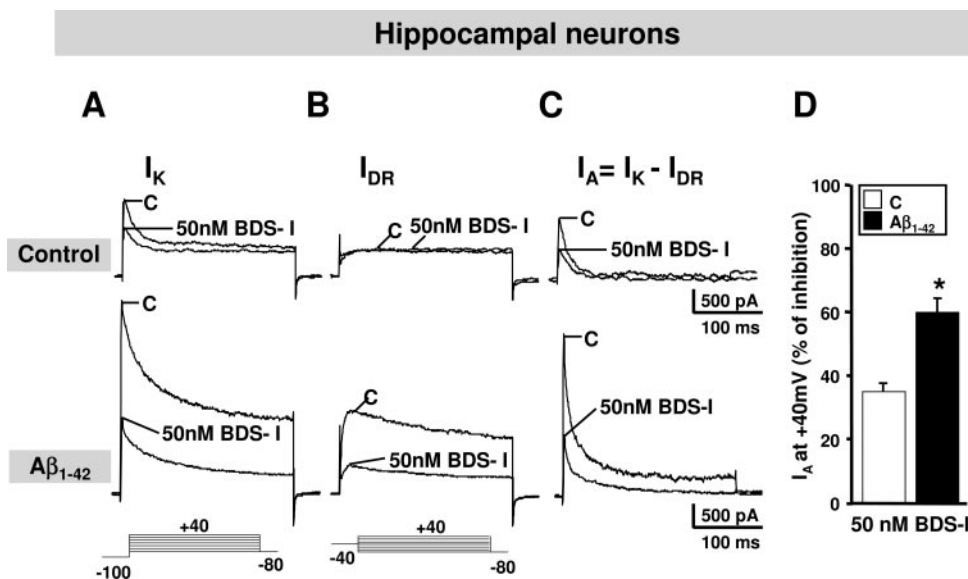 Hippocampal neurons
A B C D
I_K
I_DR
I_A= I_K - I_DR
Control
C
50nM BDS- I
C
50nM BDS- I
C
50nM BDS- I
500 pA
100 ms
Aβ1-42
C
50nM BDS- I
C
50nM BDS- I
C
50nM BDS-I
500 pA
100 ms
+40
-100
-80
+40
-40
-80
I_A at +40mV (% of inhibition)
100
80
60
40
20
0
C
Aβ1-42
*
50 nM BDS-I